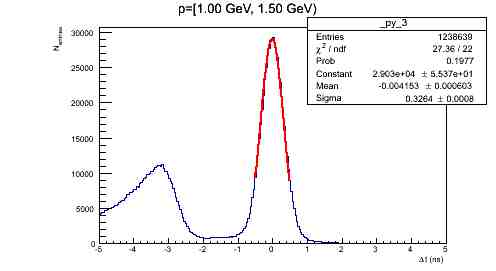 p=[1.00 GeV, 1.50 GeV)
_py_3
Entries 1238639
χ² / ndf 27.36 / 22
Prob 0.1977
Constant 2.903e+04 ± 5.537e+01
Mean -0.004153 ± 0.000603
Sigma 0.3264 ± 0.0008
N entries
30000
25000
20000
15000
10000
5000
0
-5 -4 -3 -2 -1 0 1 2 3 4 5
Δt (ns)